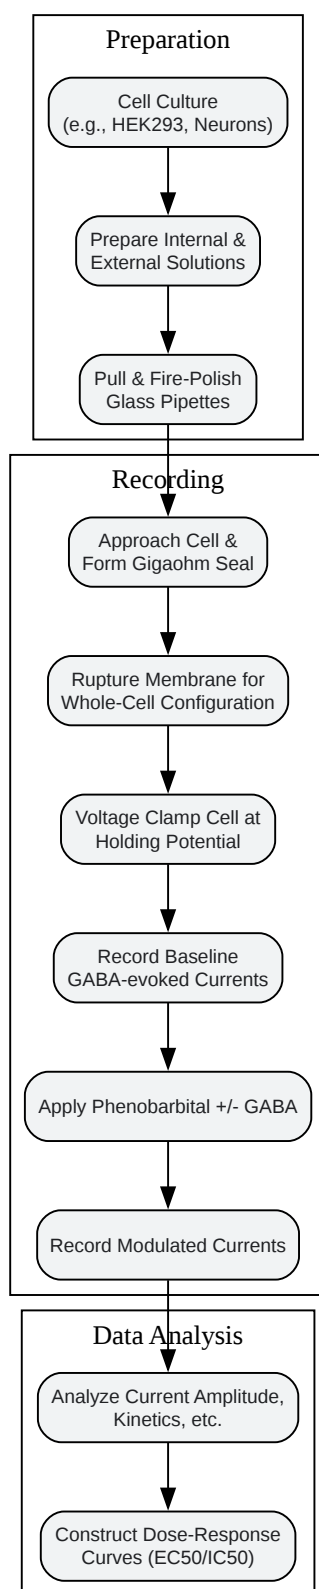 Preparation
Cell Culture
(e.g., HEK293, Neurons)
Prepare Internal &
External Solutions
Pull & Fire-Polish
Glass Pipettes
Recording
Approach Cell &
Form Gigaohm Seal
Rupture Membrane for
Whole-Cell Configuration
Voltage Clamp Cell at
Holding Potential
Record Baseline
GABA-evoked Currents
Apply Phenobarbital +/- GABA
Record Modulated Currents
Data Analysis
Analyze Current Amplitude,
Kinetics, etc.
Construct Dose-Response
Curves (EC50/IC50)